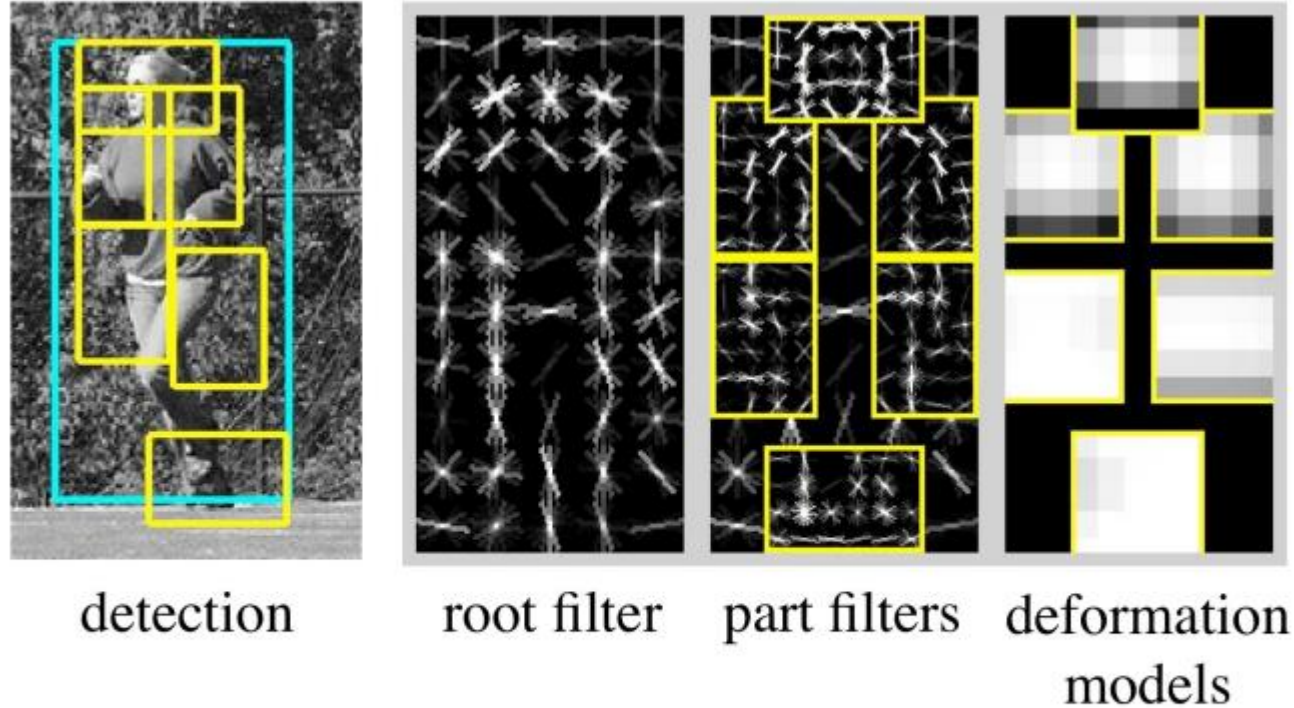 detection
root filter
part filters
deformation
models